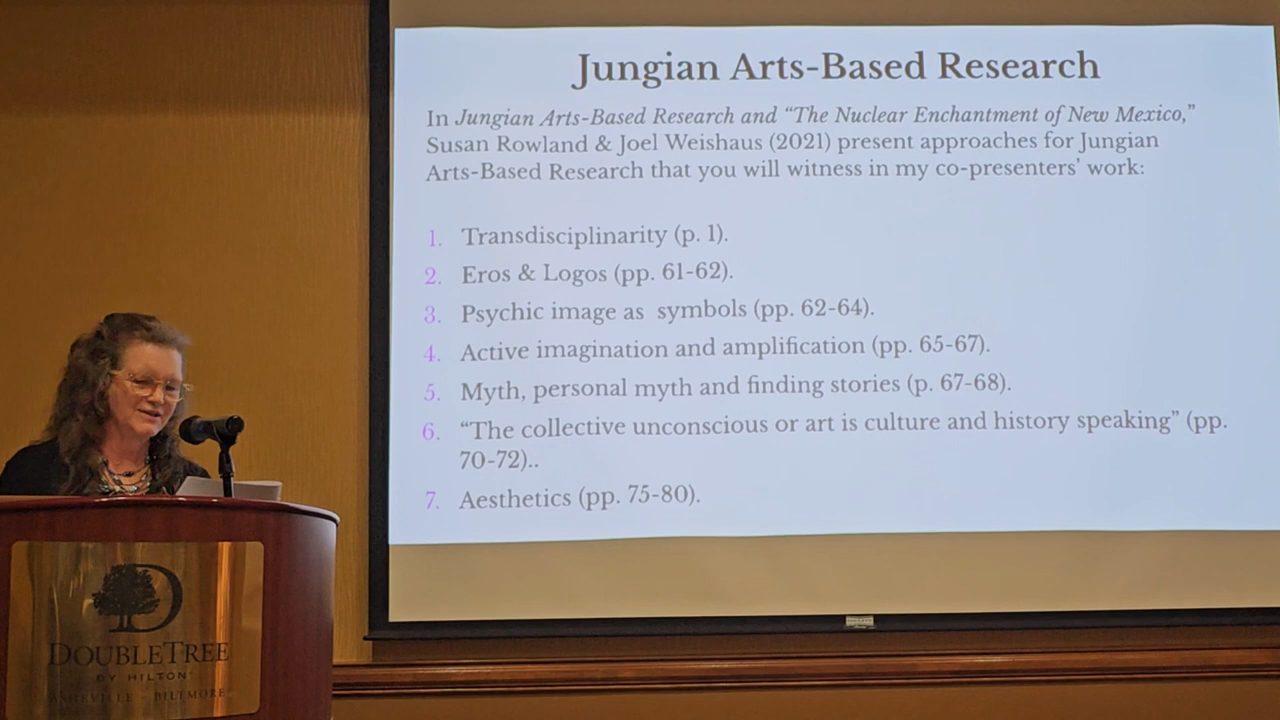 Jungian Arts-Based Research
In Jungian Arts-Based Research and “The Nuclear Enchantment of New Mexico,”
Susan Rowland & Joel Weishaus (2021) present approaches for Jungian
Arts-Based Research that you will witness in my co-presenters’ work:
1. Transdisciplinarity (p. 1).
2. Eros & Logos (pp. 61-62).
3. Psychic image as symbols (pp. 62-64).
4. Active imagination and amplification (pp. 65-67).
5. Myth, personal myth and finding stories (p. 67-68).
6. “The collective unconscious or art is culture and history speaking” (pp.
70-72)..
7. Aesthetics (pp. 75-80).
D
DOUBLETREE
BY HILTON
ASHEVILLE - BILTMORE